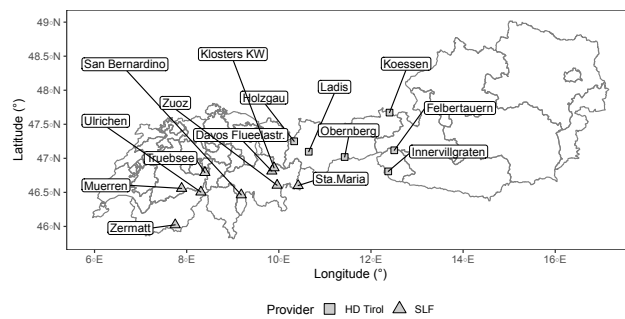 49°N
48.5°N
48°N
47.5°N
47°N
46.5°N
46°N
Latitude (°)
San Bernardino
Klosters KW
Koessen
Zuoz
Holzgau
Ladis
Felbertauern
Ulrichen
Davos Flueelastr.
Obernberg
Innervillgraten
Truebsee
Muerren
Sta.Maria
Zermatt
6°E
8°E
10°E
12°E
14°E
16°E
Longitude (°)
Provider HD Tirol SLF